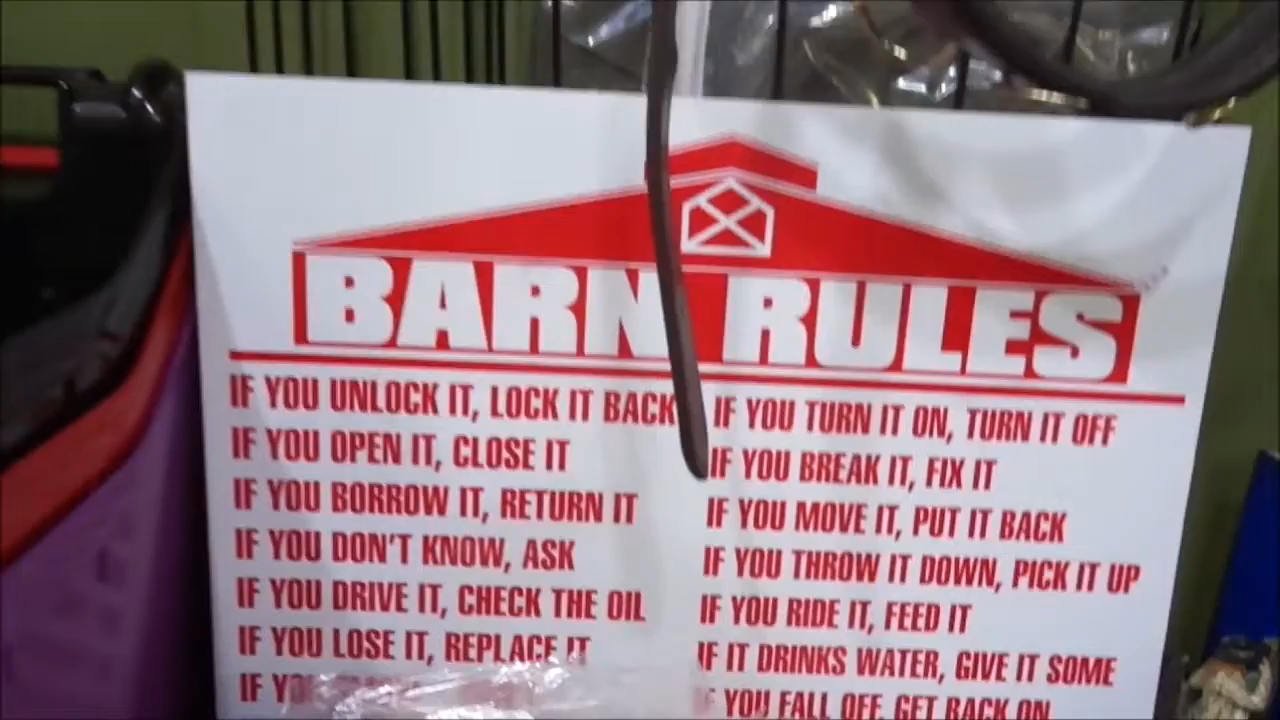 BARN RULES
IF YOU UNLOCK IT, LOCK IT BACK
IF YOU OPEN IT, CLOSE IT
IF YOU BORROW IT, RETURN IT
IF YOU DON'T KNOW, ASK
IF YOU DRIVE IT, CHECK THE OIL
IF YOU LOSE IT, REPLACE IT
IF
IF YOU TURN IT ON, TURN IT OFF
IF YOU BREAK IT, FIX IT
IF YOU MOVE IT, PUT IT BACK
IF YOU THROW IT DOWN, PICK IT UP
IF YOU RIDE IT, FEED IT
IF IT DRINKS WATER, GIVE IT SOME
IF YOU FALL OFF, GET BACK ON